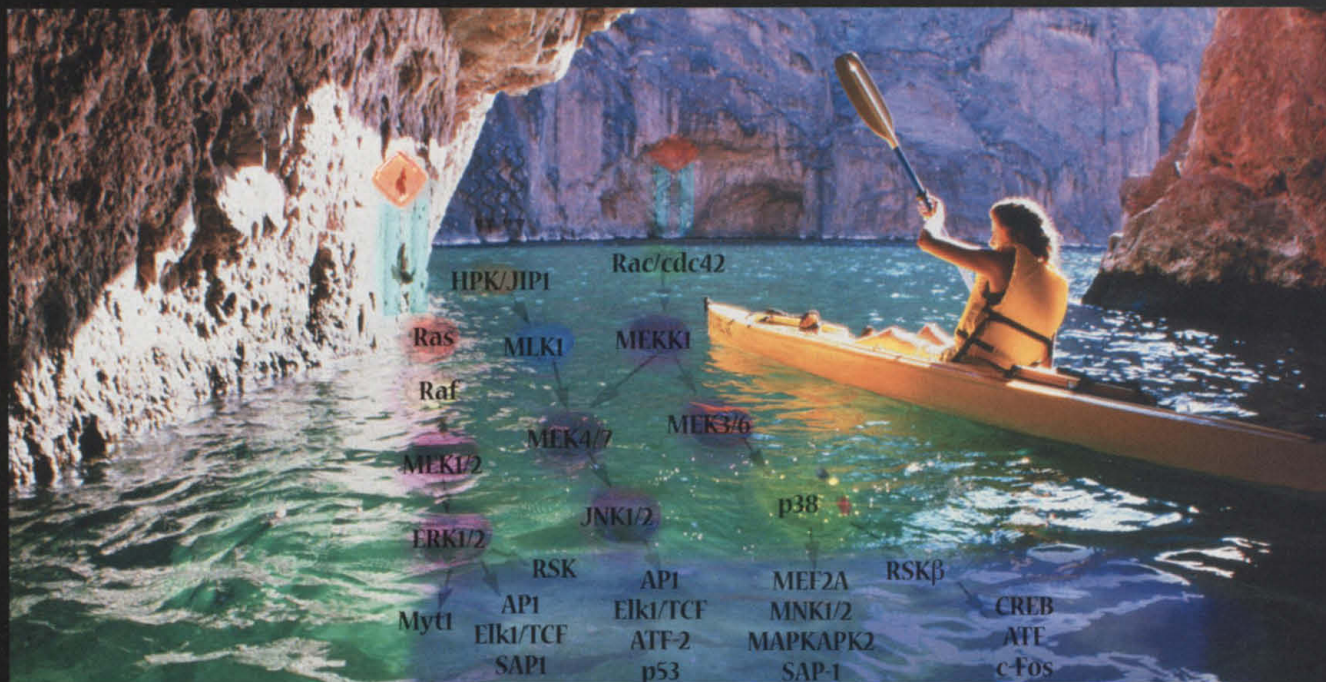 HPK/JIP1
Rac/cdc42
Ras
MLK1
MEKK1
Raf
MEK4/7
MEK3/6
MEK1/2
ERK1/2
JNK1/2
p38
RSK
RSKβ
Myt1
AP1
Elk1/TCF
SAP1
AP1
Elk1/TCF
ATF-2
p53
MEF2A
MNK1/2
MAPKAPK2
SAP-1
CREB
ATF
c-Fos